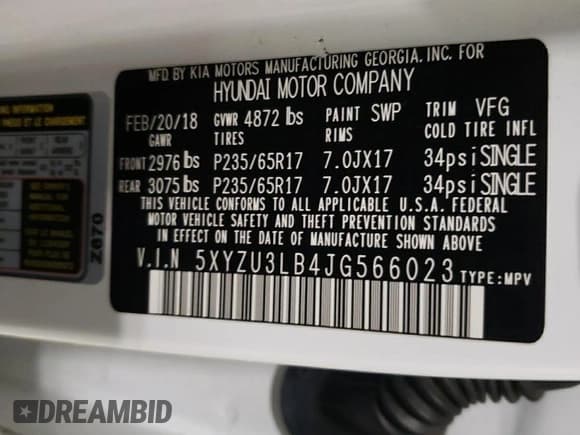 MFD. BY KIA MOTORS MANUFACTURING GEORGIA, INC. FOR
HYUNDAI MOTOR COMPANY
FEB/20/18 GVWR 4872 lbs PAINT SWP TRIM VFG
GAWR TIRES RIMS COLD TIRE INFL
FRONT 2976 lbs P235/65R17 7.0JX17 34psi SINGLE
REAR 3075 lbs P235/65R17 7.0JX17 34psi SINGLE
THIS VEHICLE CONFORMS TO ALL APPLICABLE U.S.A. FEDERAL
MOTOR VEHICLE SAFETY AND THEFT PREVENTION STANDARDS
IN EFFECT ON THE DATE OF MANUFACTURE SHOWN ABOVE.
V.I.N 5XYZU3LB4JG566023 TYPE:MPV
Z670
DREAMBID